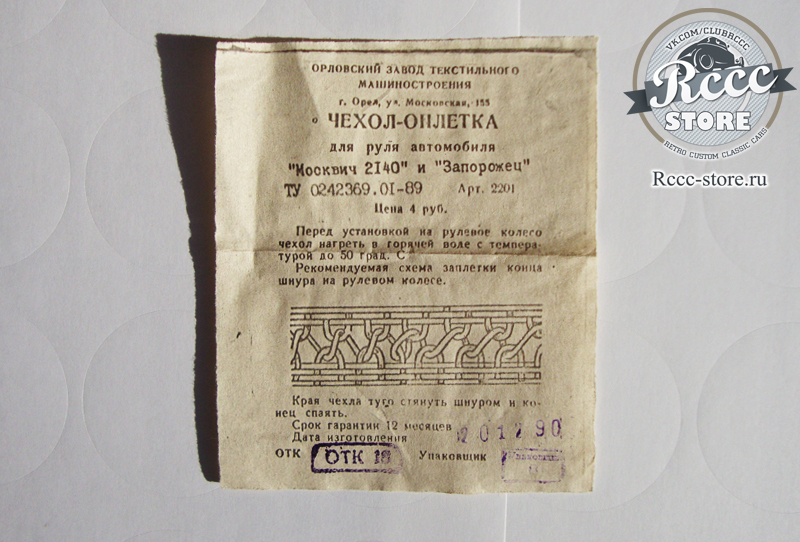 ОРЛОВСКИЙ ЗАВОД ТЕКСТИЛЬНОГО
МАШИНОСТРОЕНИЯ
г. Орел, ул. Московская, 155
ЧЕХОЛ-ОПЛЕТКА
для руля автомобиля
"Москвич 2140" и "Запорожец"
ТУ 0242369.01-89 Арт. 2201
Цена 4 руб.
Перед установкой на рулевое колесо
чехол нагреть в горячей воде с темпера-
турой до 50 град. С
Рекомендуемая схема заплетки конца
шнура на рулевом колесе.
Края чехла туго стянуть шнуром и ко-
нец спаять.
Срок гарантии 12 месяцев
Дата изготовления 201290
ОТК ОТК 18 Упаковщик
VK.COM/CLUBRCCC
Rccc
STORE
RETRO CUSTOM CLASSIC CARS
Rccc-store.ru